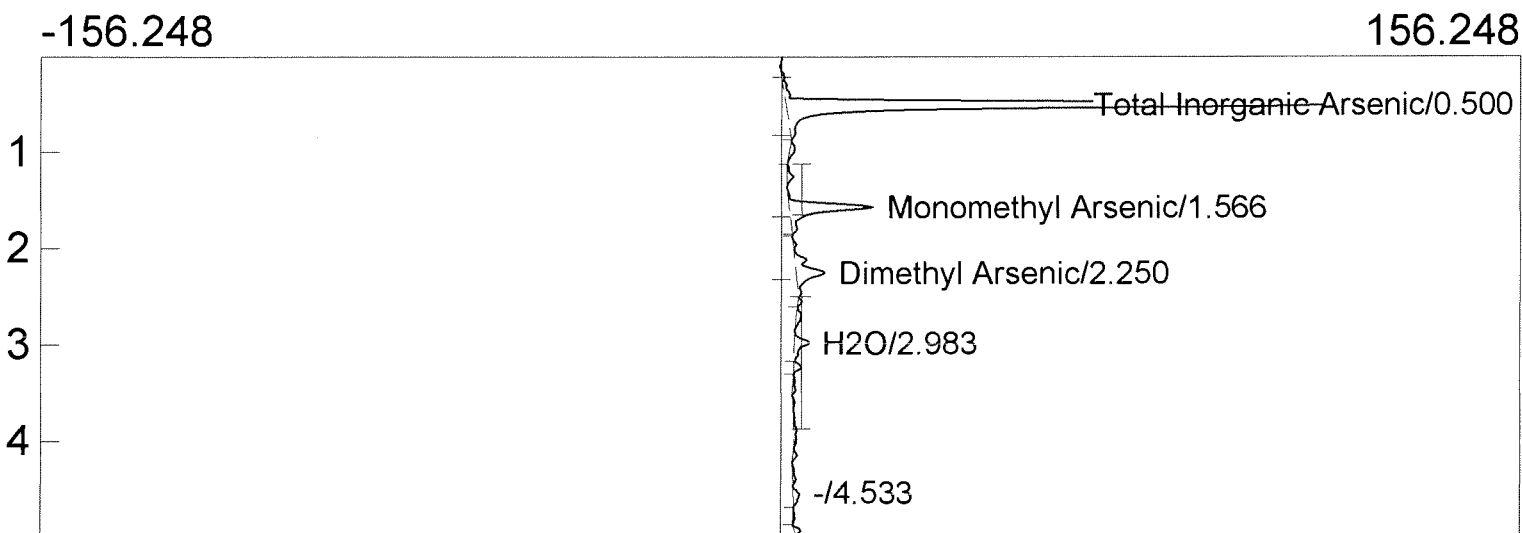 -156.248 156.248
Total Inorganic Arsenic/0.500
1
Monomethyl Arsenic/1.566
2
Dimethyl Arsenic/2.250
3
H2O/2.983
4
-/4.533